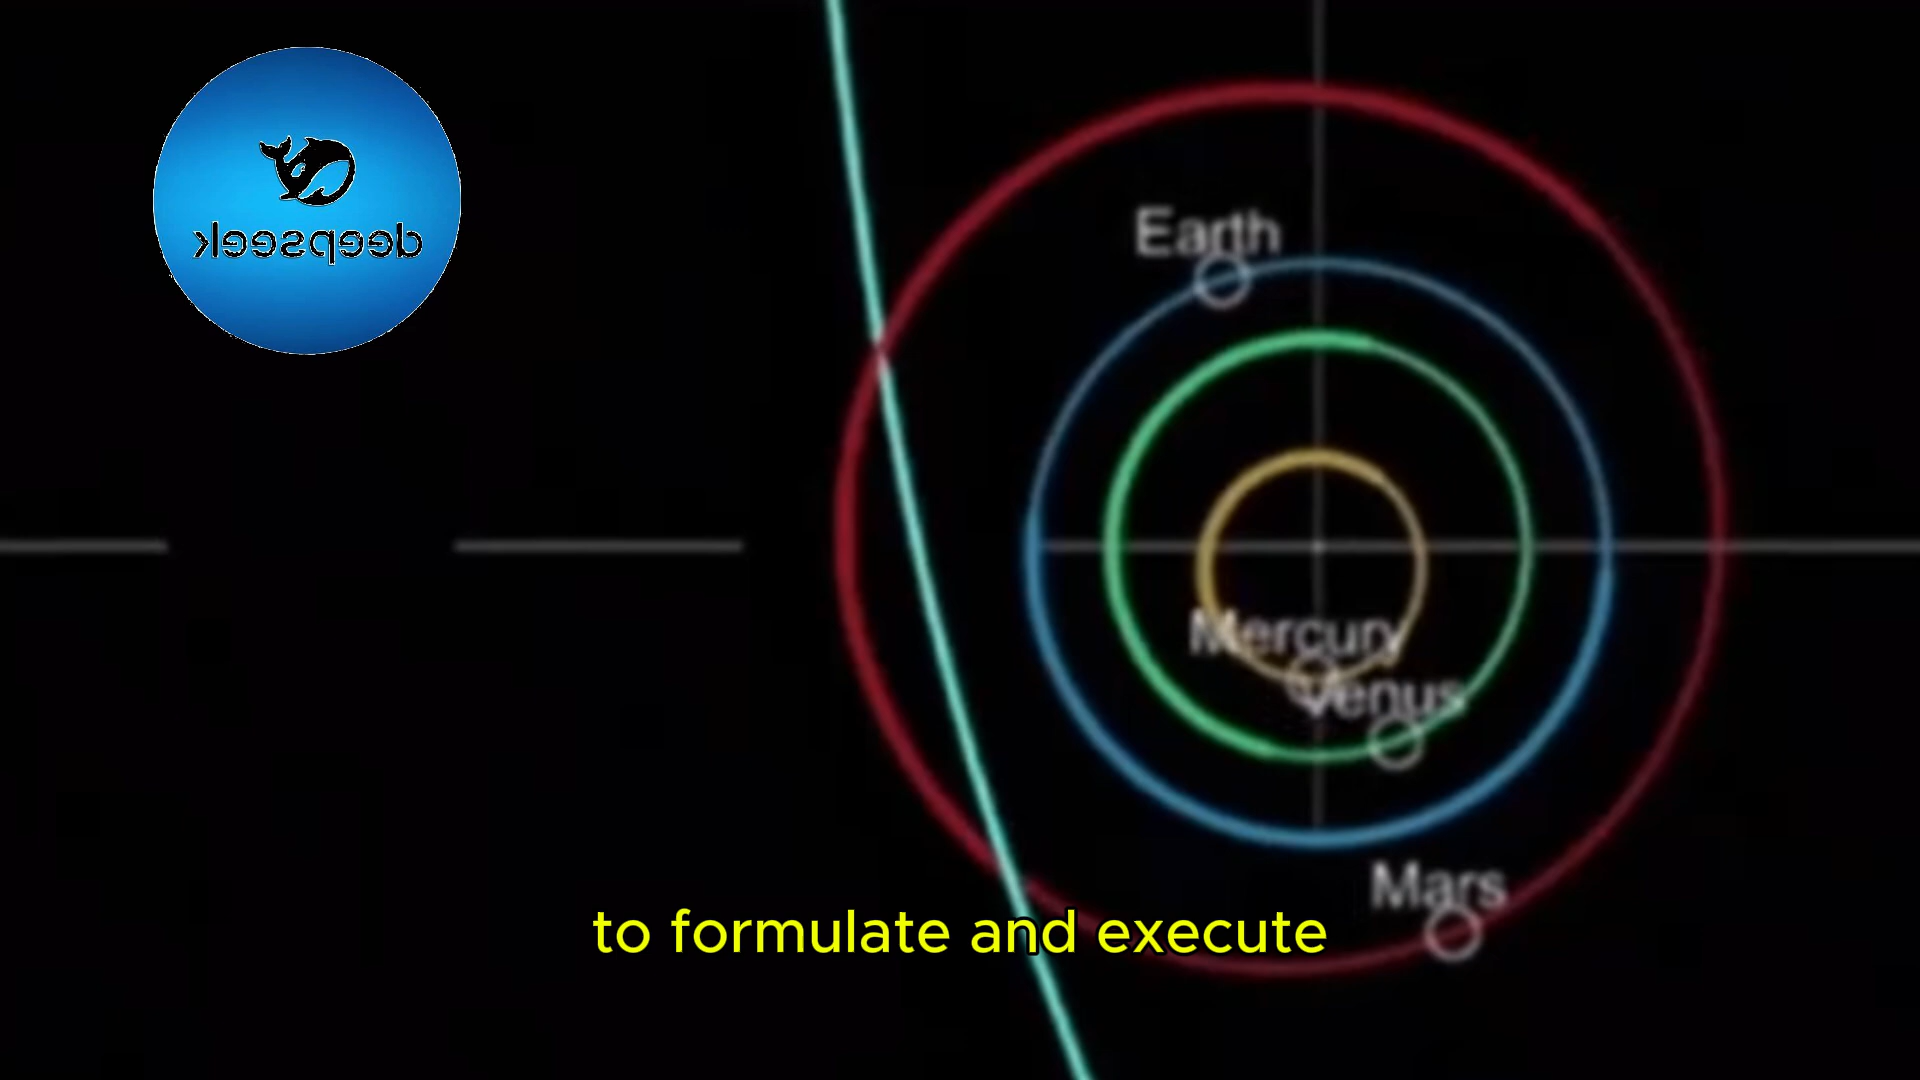 deepseek
Earth
Mercury
Venus
Mars
to formulate and execute